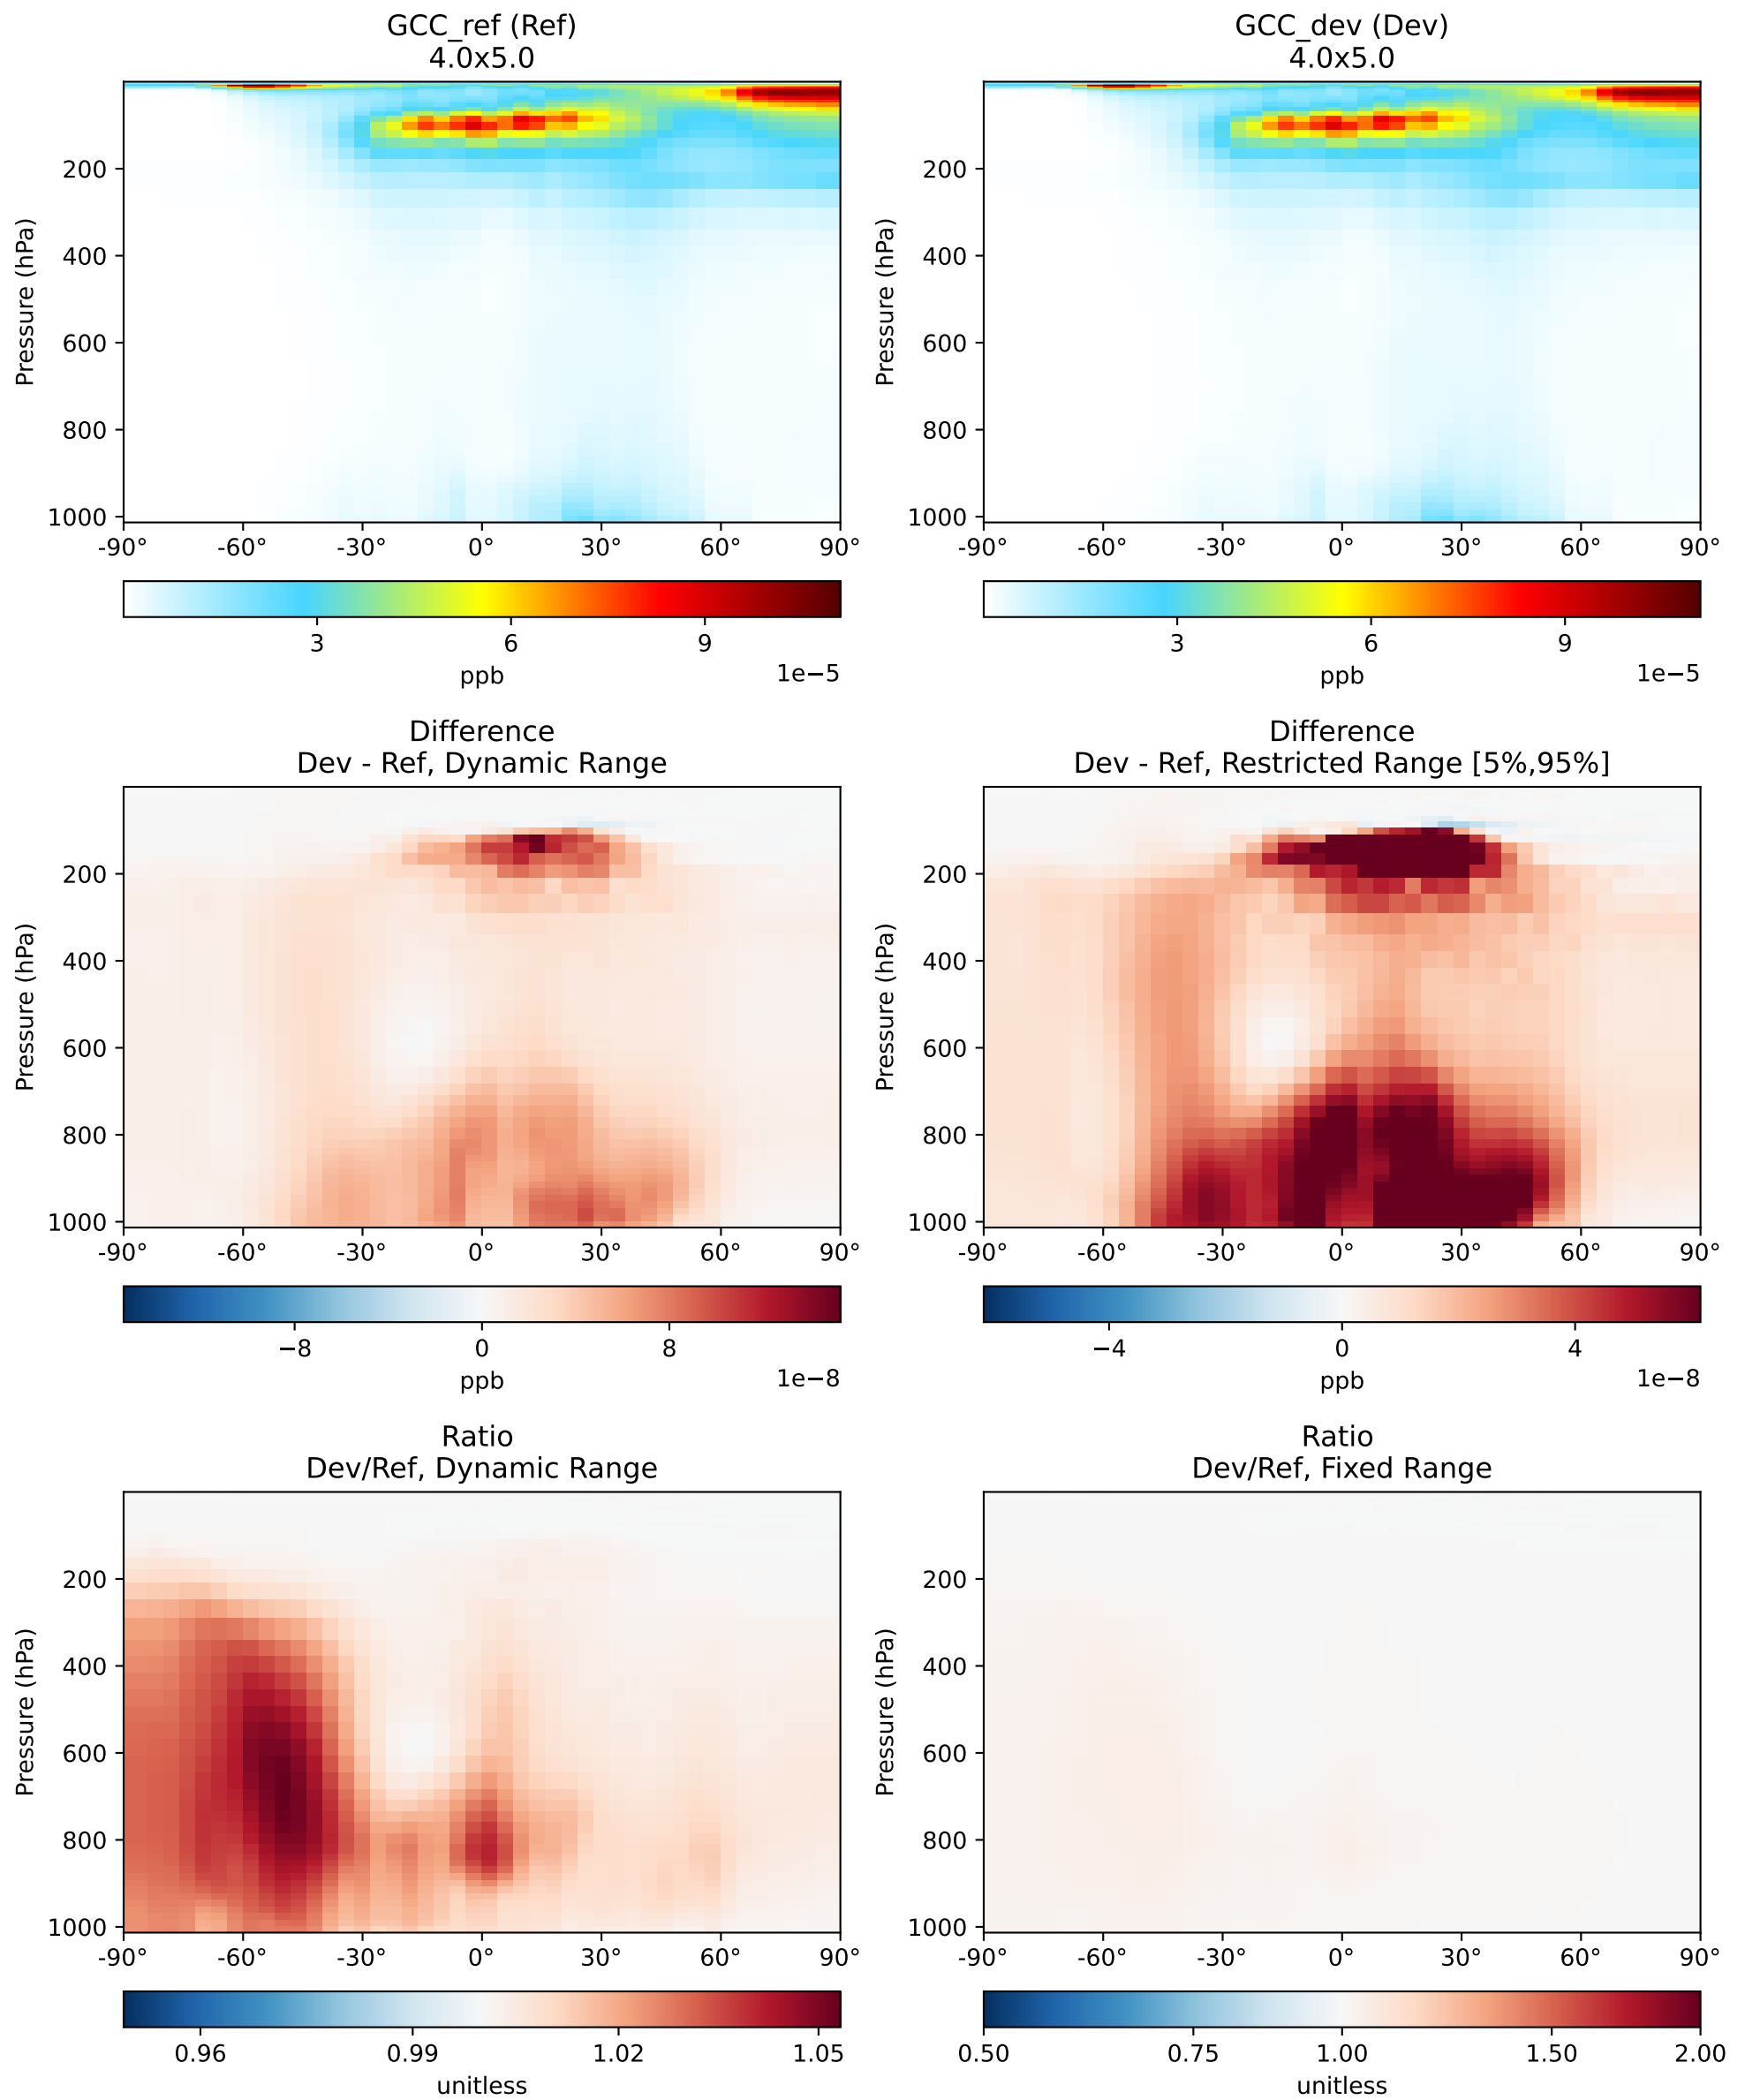 GCC_ref (Ref)
4.0x5.0
Pressure (hPa)
200
400
600
800
1000
-90° -60° -30° 0° 30° 60° 90°
3 6 9
ppb 1e−5
GCC_dev (Dev)
4.0x5.0
Pressure (hPa)
200
400
600
800
1000
-90° -60° -30° 0° 30° 60° 90°
3 6 9
ppb 1e−5
Difference
Dev - Ref, Dynamic Range
Pressure (hPa)
200
400
600
800
1000
-90° -60° -30° 0° 30° 60° 90°
−8 0 8
ppb 1e−8
Difference
Dev - Ref, Restricted Range [5%,95%]
Pressure (hPa)
200
400
600
800
1000
-90° -60° -30° 0° 30° 60° 90°
−4 0 4
ppb 1e−8
Ratio
Dev/Ref, Dynamic Range
Pressure (hPa)
200
400
600
800
1000
-90° -60° -30° 0° 30° 60° 90°
0.96 0.99 1.02 1.05
unitless
Ratio
Dev/Ref, Fixed Range
Pressure (hPa)
200
400
600
800
1000
-90° -60° -30° 0° 30° 60° 90°
0.50 0.75 1.00 1.50 2.00
unitless